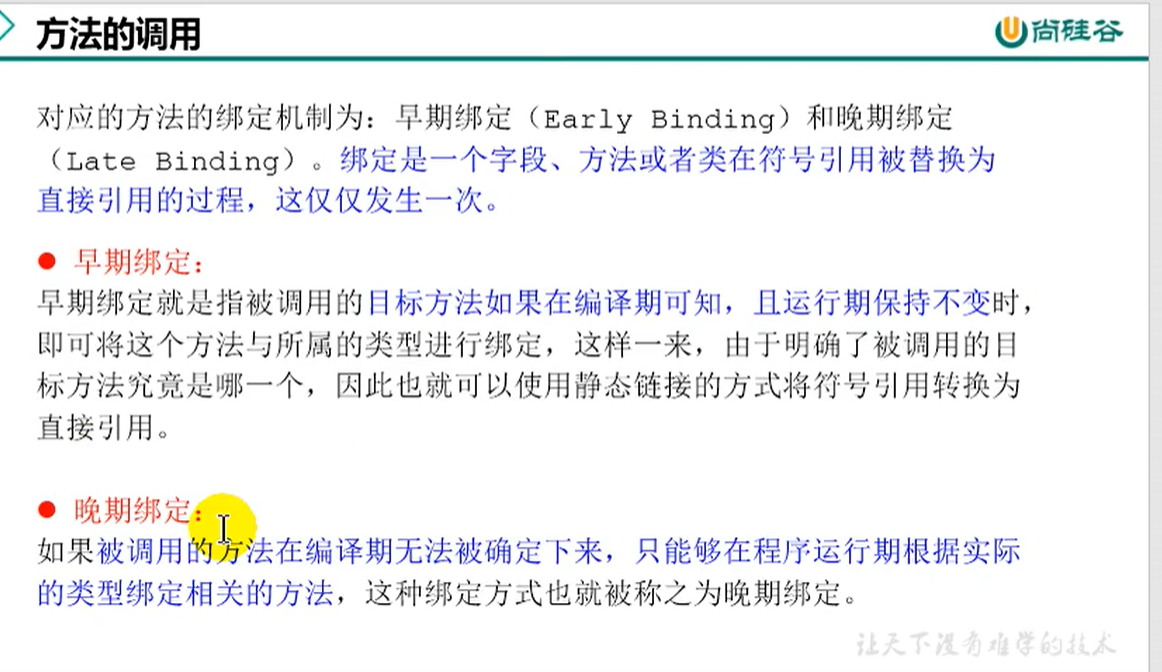 方法的调用
尚硅谷
对应的方法的绑定机制为：早期绑定（Early Binding）和晚期绑定
（Late Binding）。绑定是一个字段、方法或者类在符号引用被替换为
直接引用的过程，这仅仅发生一次。
● 早期绑定：
早期绑定就是指被调用的目标方法如果在编译期可知，且运行期保持不变时，
即可将这个方法与所属的类型进行绑定，这样一来，由于明确了被调用的目
标方法究竟是哪一个，因此也就可以使用静态链接的方式将符号引用转换为
直接引用。
● 晚期绑定：
如果被调用的方法在编译期无法被确定下来，只能够在程序运行期根据实际
的类型绑定相关的方法，这种绑定方式也就被称之为晚期绑定。
让天下没有难学的技术